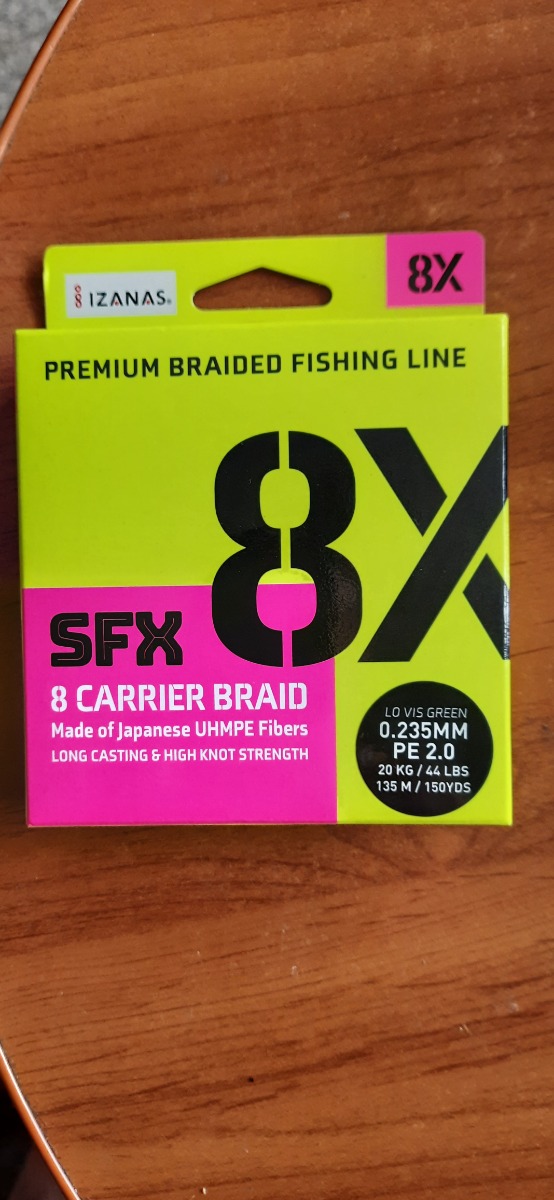 IZANAS®
8X
PREMIUM BRAIDED FISHING LINE
8X
SFX
8 CARRIER BRAID
Made of Japanese UHMPE Fibers
LONG CASTING & HIGH KNOT STRENGTH
LO VIS GREEN
0.235MM
PE 2.0
20 KG / 44 LBS
135 M / 150YDS